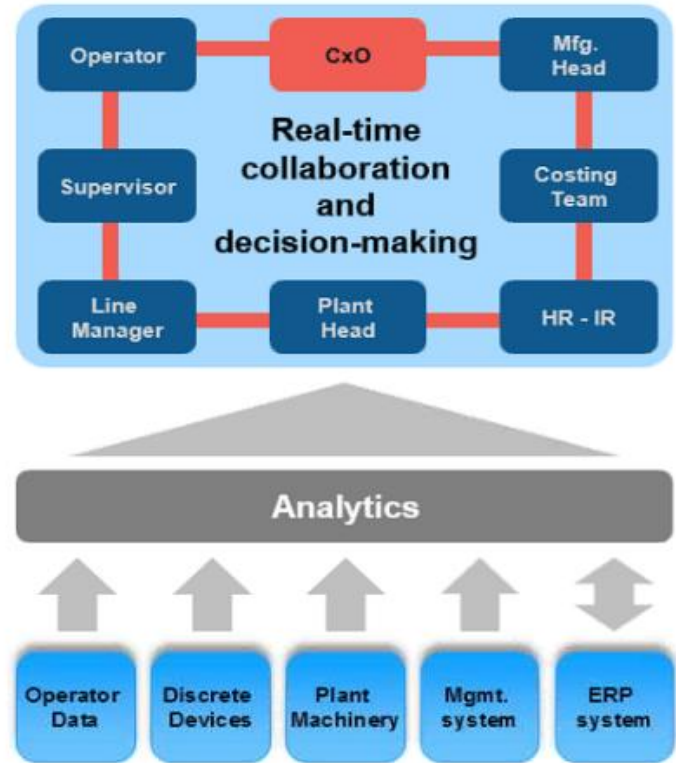 Operator
CxO
Mfg.
Head
Real-time
collaboration
and
decision-making
Supervisor
Costing
Team
Line
Manager
Plant
Head
HR - IR
Analytics
Operator
Data
Discrete
Devices
Plant
Machinery
Mgmt.
system
ERP
system